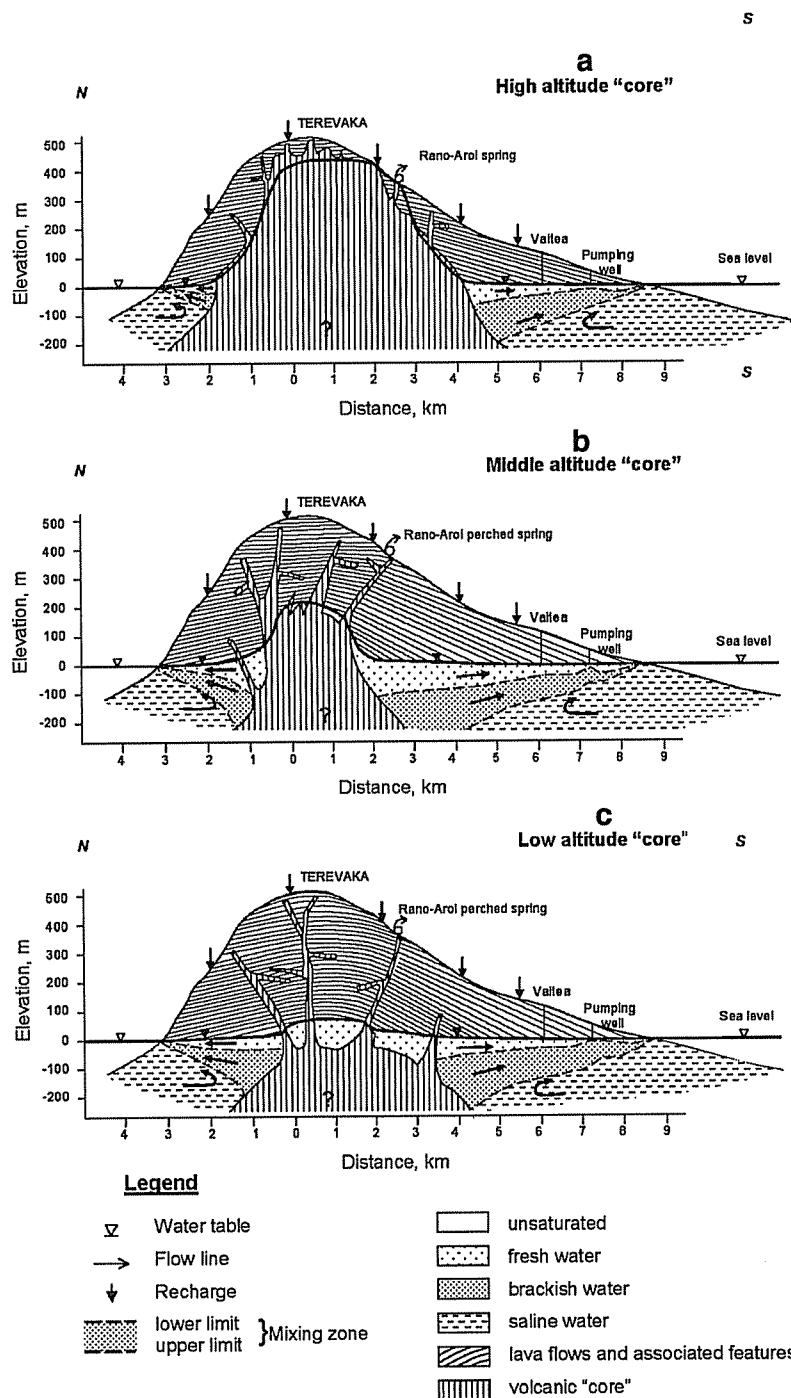 S
a
High altitude "core"
N
TEREVAKA
Rano-Aroi spring
Vaitea
Pumping
well
Sea level
500
400
300
200
100
0
-100
-200
Elevation, m
?
4 3 2 1 0 1 2 3 4 5 6 7 8 9
Distance, km
S
b
Middle altitude "core"
N
TEREVAKA
Rano-Aroi perched spring
Vaitea
Pumping
well
Sea level
500
400
300
200
100
0
-100
-200
Elevation, m
?
4 3 2 1 0 1 2 3 4 5 6 7 8 9
Distance, km
c
Low altitude "core"
S
N
TEREVAKA
Rano-Aroi perched spring
Vaitea
Pumping
well
Sea level
500
400
300
200
100
0
-100
-200
Elevation, m
?
4 3 2 1 0 1 2 3 4 5 6 7 8 9
Distance, km
Legend
Water table
Flow line
Recharge
lower limit
upper limit
}Mixing zone
unsaturated
fresh water
brackish water
saline water
lava flows and associated features
volcanic "core"